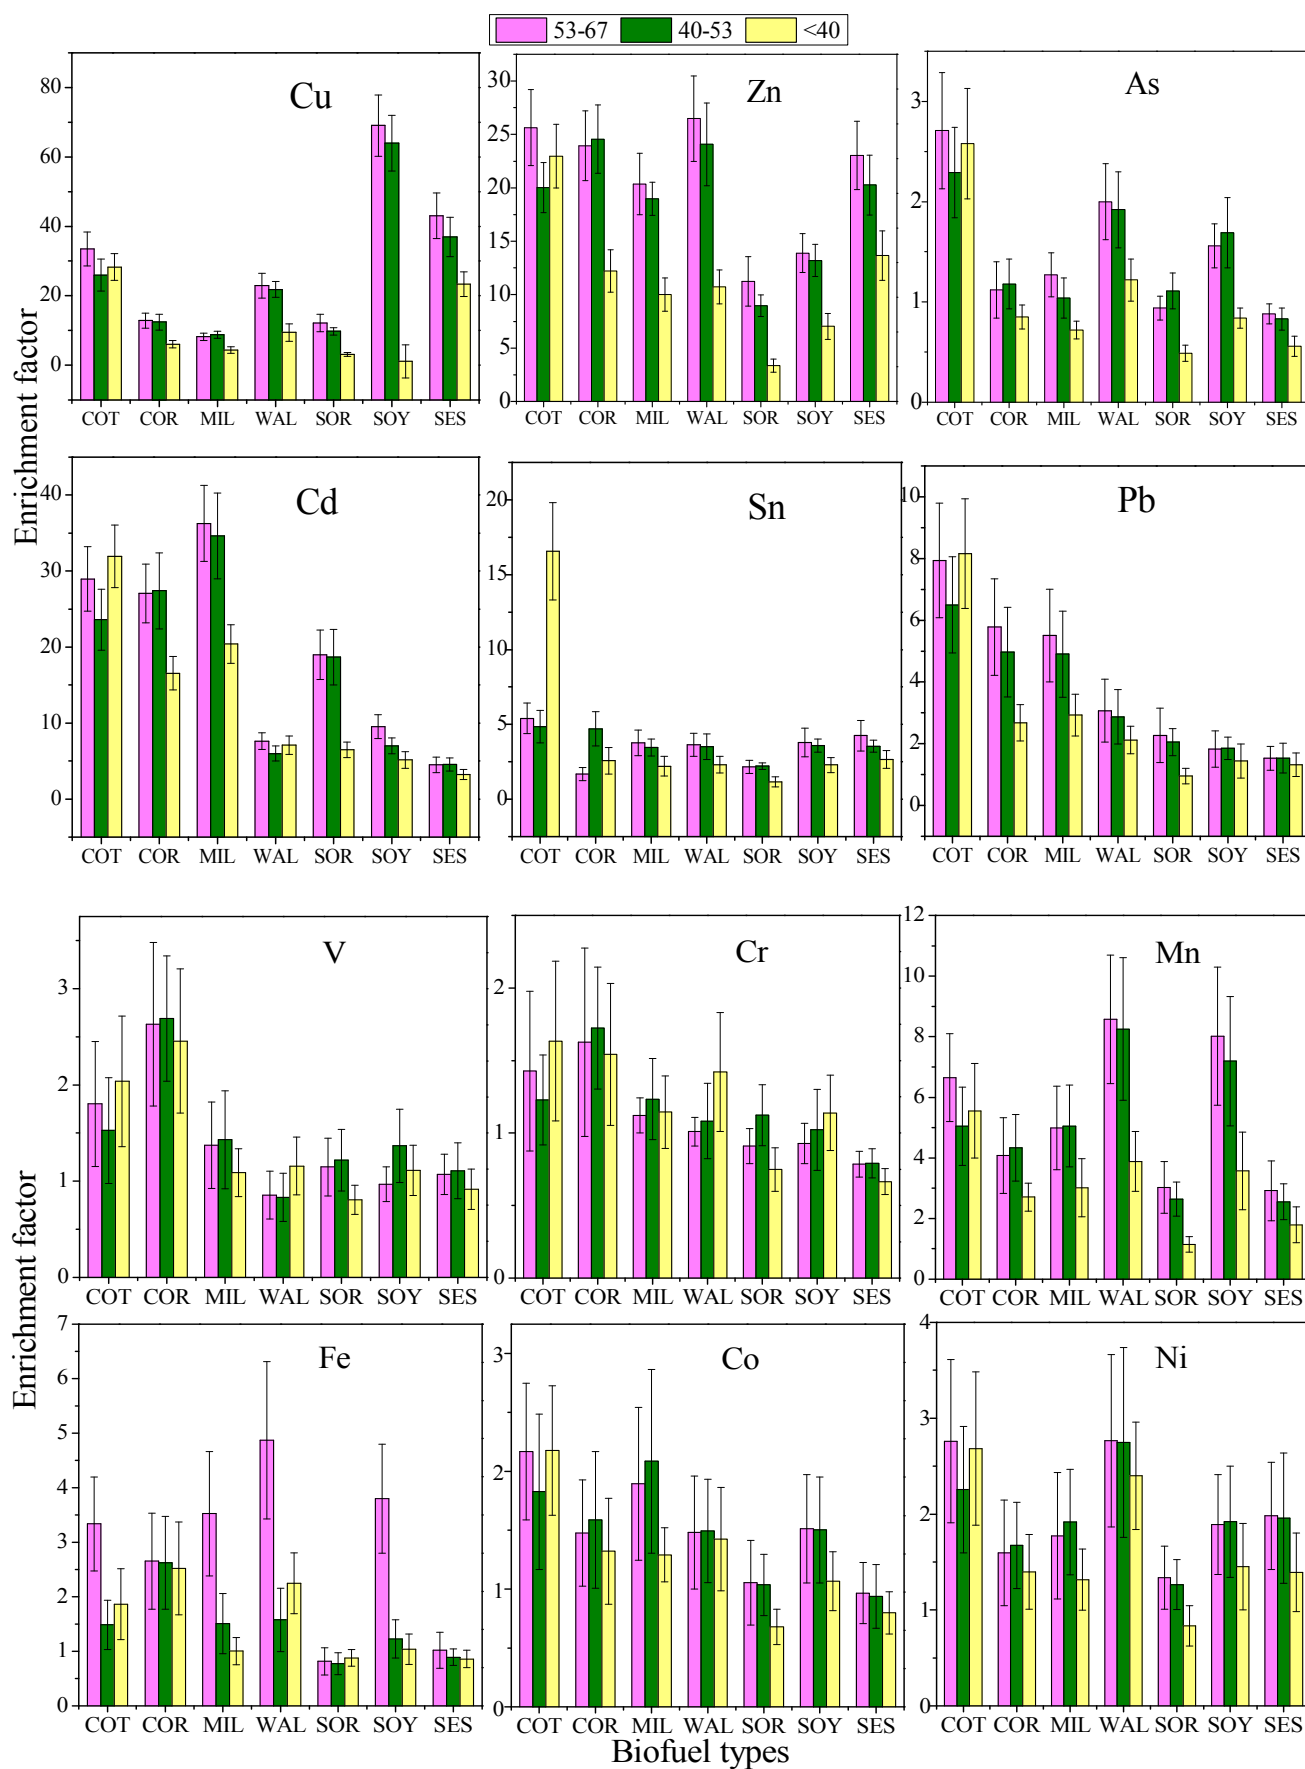 53-67 40-53 <40
Cu
80
60
40
20
0
COT COR MIL WAL SOR SOY SES
Zn
30
25
20
15
10
5
0
COT COR MIL WAL SOR SOY SES
As
3
2
1
0
COT COR MIL WAL SOR SOY SES
Enrichment factor
Cd
40
30
20
10
0
COT COR MIL WAL SOR SOY SES
Sn
20
15
10
5
0
COT COR MIL WAL SOR SOY SES
Pb
10
8
6
4
2
0
COT COR MIL WAL SOR SOY SES
V
3
2
1
0
COT COR MIL WAL SOR SOY SES
Cr
2
1
0
COT COR MIL WAL SOR SOY SES
Mn
12
10
8
6
4
2
0
COT COR MIL WAL SOR SOY SES
Enrichment factor
Fe
7
6
5
4
3
2
1
0
COT COR MIL WAL SOR SOY SES
Co
3
2
1
0
COT COR MIL WAL SOR SOY SES
Ni
4
3
2
1
0
COT COR MIL WAL SOR SOY SES
Biofuel types